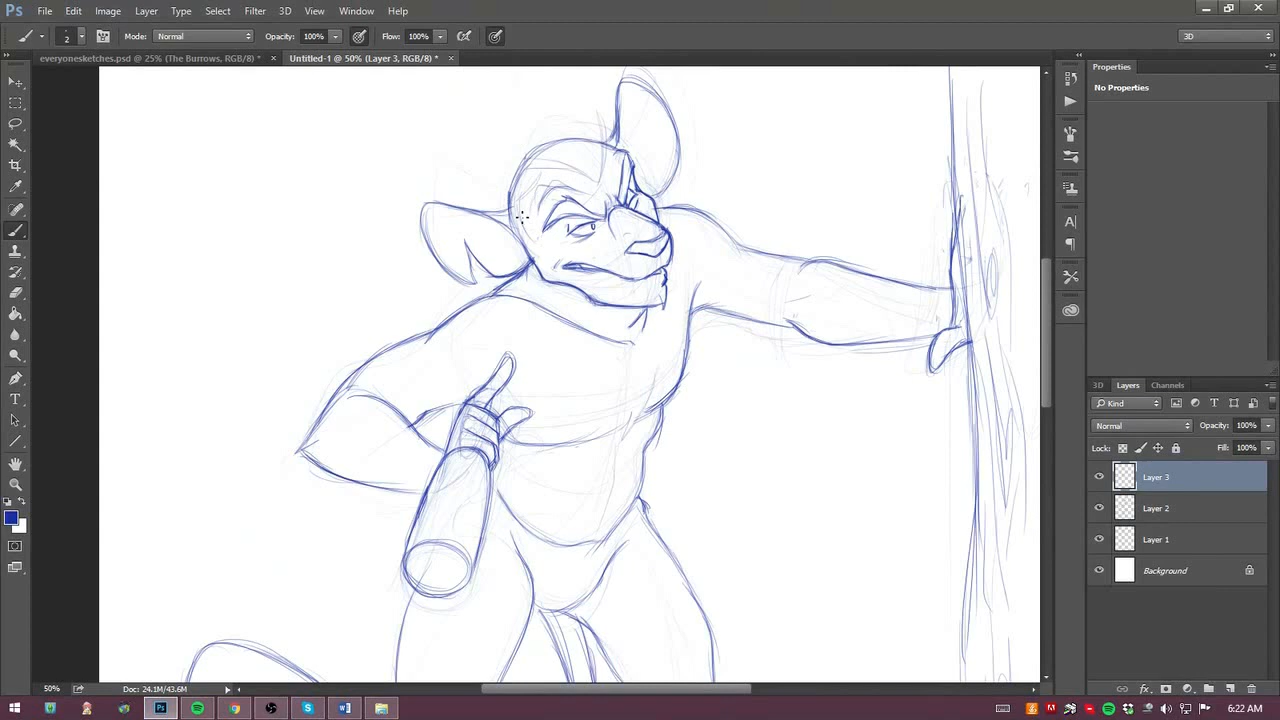 Ps File Edit Image Layer Type Select Filter 3D View Window Help
2 Mode: Normal Opacity: 100% Flow: 100% 3D
everyonesketches.psd @ 25% (The Burrows, RGB/8) * × Untitled-1 @ 50% (Layer 3, RGB/8) * ×
Properties
No Properties
3D Layers Channels
Kind
Normal Opacity: 100%
Lock: Fill: 100%
Layer 3
Layer 2
Layer 1
Background
50% Doc: 24.1M/43.6M
6:22 AM